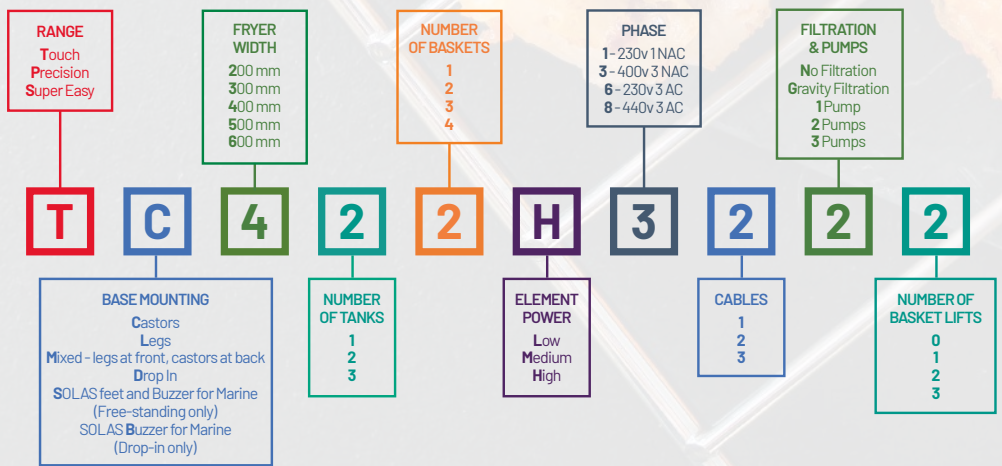 RANGE
Touch
Precision
Super Easy
FRYER
WIDTH
200 mm
300 mm
400 mm
500 mm
600 mm
NUMBER
OF BASKETS
1
2
3
4
PHASE
1 - 230v 1 NAC
3 - 400v 3 NAC
6 - 230v 3 AC
8 - 440v 3 AC
FILTRATION
& PUMPS
No Filtration
Gravity Filtration
1 Pump
2 Pumps
3 Pumps
T C 4 2 2 H 3 2 2 2
BASE MOUNTING
Castors
Legs
Mixed - legs at front, castors at back
Drop In
SOLAS feet and Buzzer for Marine
(Free-standing only)
SOLAS Buzzer for Marine
(Drop-in only)
NUMBER
OF TANKS
1
2
3
ELEMENT
POWER
Low
Medium
High
CABLES
1
2
3
NUMBER OF
BASKET LIFTS
0
1
2
3